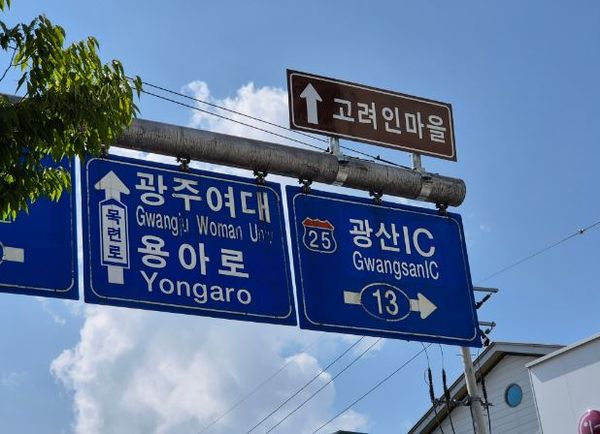 고려인마을
광주여대
Gwangju Woman Univ
목련로
용아로
Yongaro
25
광산IC
GwangsanIC
13